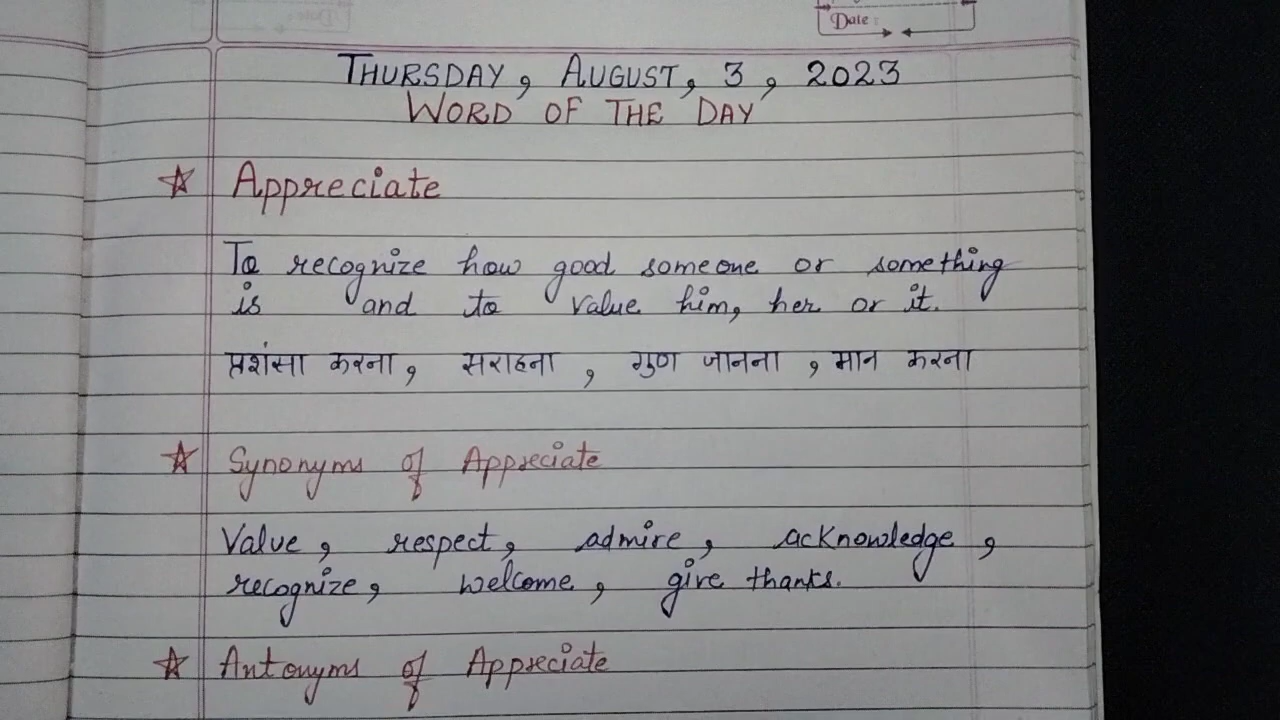 Date :
THURSDAY, AUGUST, 3, 2023
WORD OF THE DAY
☆ Appreciate
To recognize how good someone or something
is and to value him, her or it.
प्रशंसा करना, सराहना, गुण जानना, मान करना
☆ Synonyms of Appreciate
Value, respect, admire, acknowledge,
recognize, welcome, give thanks.
☆ Antonyms of Appreciate